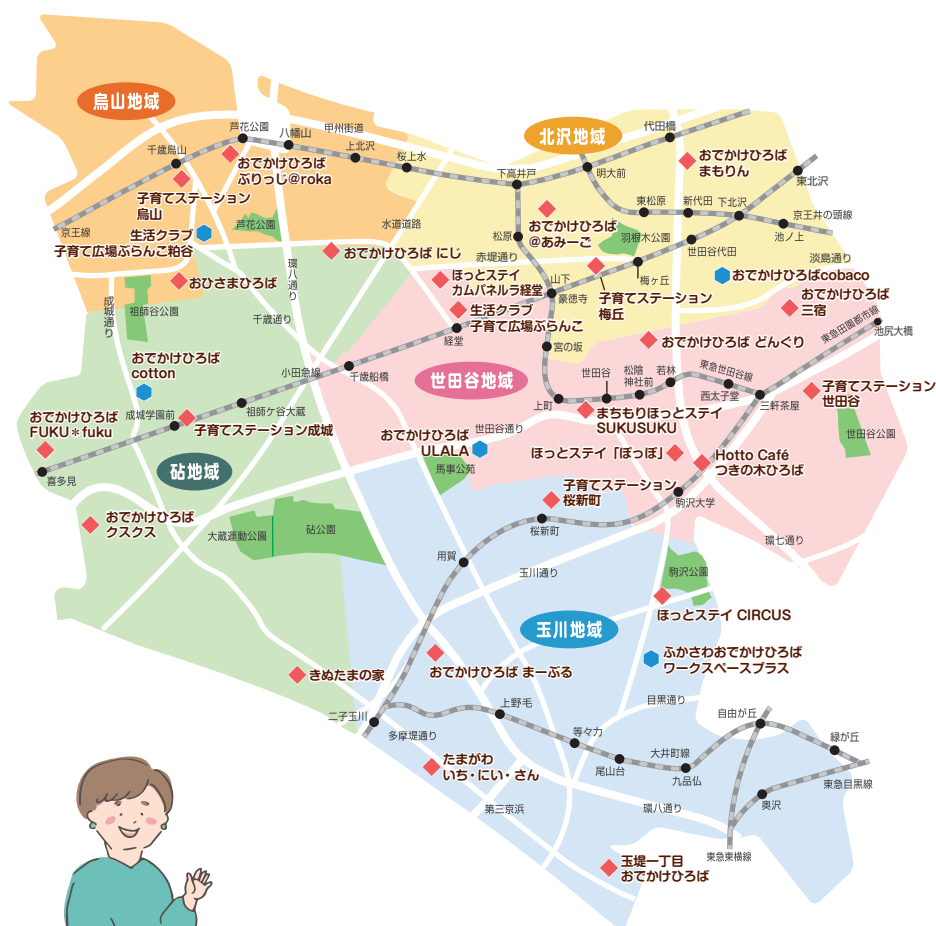 烏山地域
芦花公園
八幡山
甲州街道
上北沢
桜上水
千歳烏山
おでかけひろば
ぶりっじ@roka
子育てステーション
烏山
京王線
生活クラブ
子育て広場ぶらんこ粕谷
芦花公園
水道道路
おでかけひろば にじ
環八通り
おひさまひろば
成城通り
祖師谷公園
千歳通り
北沢地域
代田橋
下高井戸
明大前
おでかけひろば
まもりん
東北沢
東松原
新代田
下北沢
京王井の頭線
池ノ上
おでかけひろば
@あみーご
羽根木公園
松原
赤堤通り
世田谷代田
淡島通り
ほっとステイ
カムパネルラ経堂
山下
豪徳寺
梅ヶ丘
子育てステーション
梅丘
おでかけひろばcobaco
おでかけひろば
三宿
生活クラブ
子育て広場ぶらんこ
経堂
東急田園都市線
池尻大橋
おでかけひろば どんぐり
宮の坂
おでかけひろば
cotton
小田急線
千歳船橋
世田谷地域
世田谷
松陰
神社前
若林
東急世田谷線
西太子堂
三軒茶屋
子育てステーション
世田谷
上町
まちもりほっとステイ
SUKUSUKU
世田谷公園
おでかけひろば
FUKU＊fuku
成城学園前
祖師ケ谷大蔵
子育てステーション成城
世田谷通り
おでかけひろば
ULALA
馬事公苑
ほっとステイ「ぽっぽ」
Hotto Café
つきの木ひろば
喜多見
砧地域
子育てステーション
桜新町
駒沢大学
おでかけひろば
クスクス
大蔵運動公園
砧公園
桜新町
環七通り
用賀
玉川通り
駒沢公園
玉川地域
ほっとステイ CIRCUS
ふかさわおでかけひろば
ワークスペースプラス
きぬたまの家
おでかけひろば まーぶる
二子玉川
多摩堤通り
上野毛
目黒通り
自由が丘
等々力
尾山台
大井町線
九品仏
緑が丘
東急目黒線
たまがわ
いち・にい・さん
第三京浜
環八通り
奥沢
東急東横線
玉堤一丁目
おでかけひろば